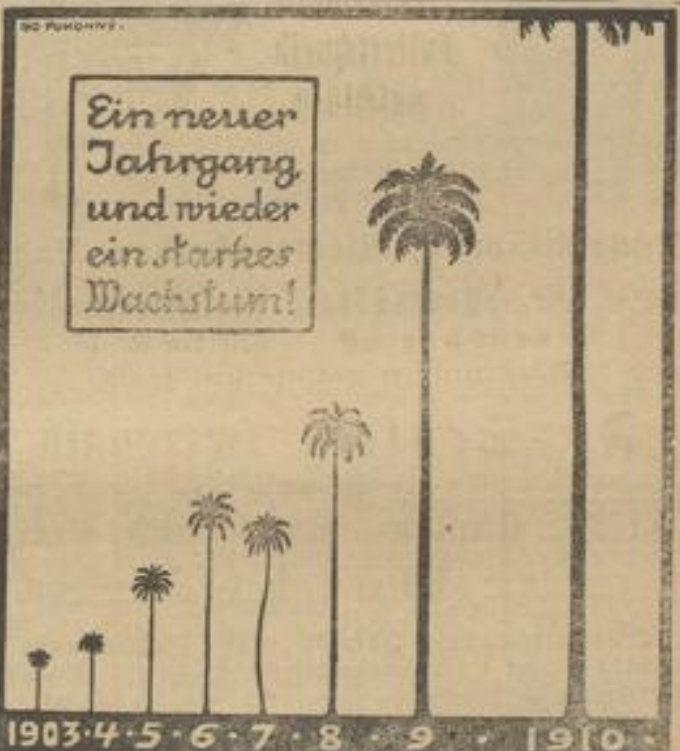 Ein neuer
Jahrgang
und wieder
ein starkes
Wachstum!
1903·4·5·6·7·8·9·1910·